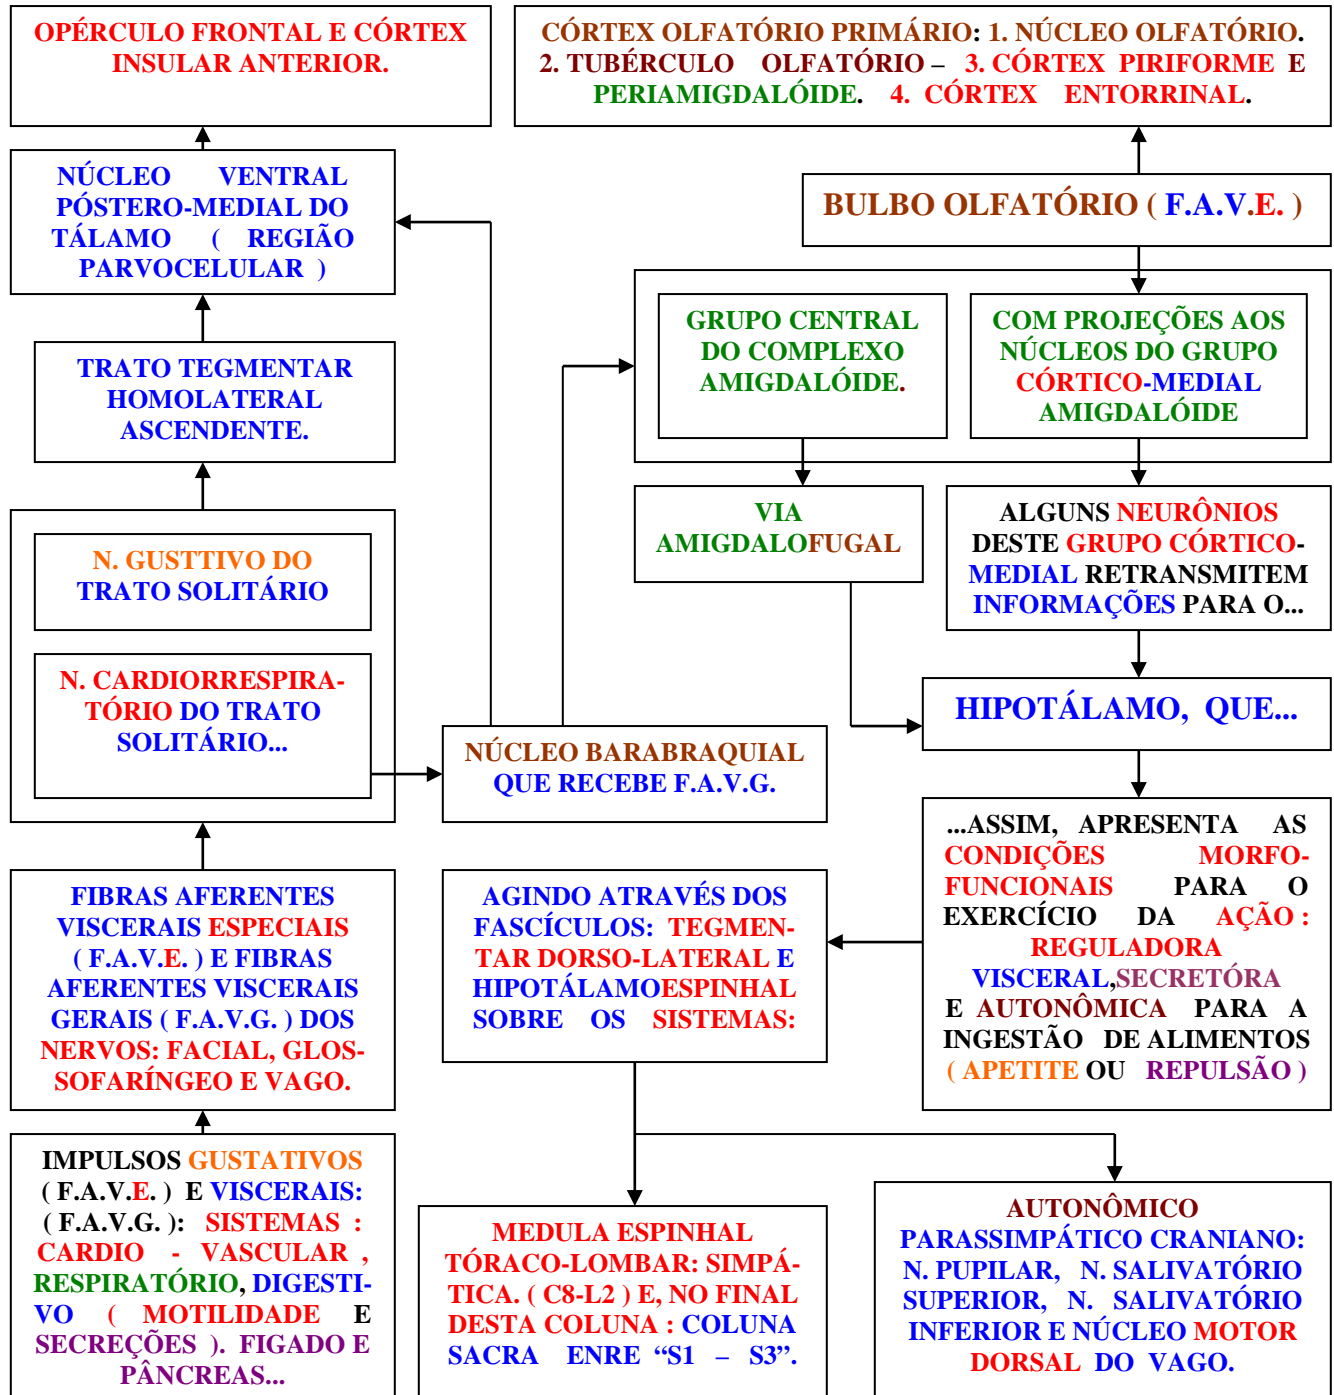 OPÉRCULO FRONTAL E CÓRTEX
INSULAR ANTERIOR.
CÓRTEX OLFATÓRIO PRIMÁRIO: 1. NÚCLEO OLFATÓRIO.
2. TUBÉRCULO OLFATÓRIO – 3. CÓRTEX PIRIFORME E
PERIAMIGDALÓIDE. 4. CÓRTEX ENTORRINAL.
NÚCLEO VENTRAL
PÓSTERO-MEDIAL DO
TÁLAMO ( REGIÃO
PARVOCELULAR )
BULBO OLFATÓRIO ( F.A.V.E. )
GRUPO CENTRAL
DO COMPLEXO
AMIGDALÓIDE.
COM PROJEÇÕES AOS
NÚCLEOS DO GRUPO
CÓRTICO-MEDIAL
AMIGDALÓIDE
TRATO TEGMENTAR
HOMOLATERAL
ASCENDENTE.
VIA
AMIGDALOFUGAL
ALGUNS NEURÔNIOS
DESTE GRUPO CÓRTICO-
MEDIAL RETRANSMITEM
INFORMAÇÕES PARA O...
N. GUSTTIVO DO
TRATO SOLITÁRIO
N. CARDIORRESPIRA-
TÓRIO DO TRATO
SOLITÁRIO...
HIPOTÁLAMO, QUE...
NÚCLEO BARABRAQUIAL
QUE RECEBE F.A.V.G.
...ASSIM, APRESENTA AS
CONDIÇÕES MORFO-
FUNCIONAIS PARA O
EXERCÍCIO DA AÇÃO :
REGULADORA
VISCERAL,SECRETÓRA
E AUTONÔMICA PARA A
INGESTÃO DE ALIMENTOS
( APETITE OU REPULSÃO )
FIBRAS AFERENTES
VISCERAIS ESPECIAIS
( F.A.V.E. ) E FIBRAS
AFERENTES VISCERAIS
GERAIS ( F.A.V.G. ) DOS
NERVOS: FACIAL, GLOS-
SOFARÍNGEO E VAGO.
AGINDO ATRAVÉS DOS
FASCÍCULOS: TEGMEN-
TAR DORSO-LATERAL E
HIPOTÁLAMOESPINHAL
SOBRE OS SISTEMAS:
IMPULSOS GUSTATIVOS
( F.A.V.E. ) E VISCERAIS:
( F.A.V.G. ): SISTEMAS :
CARDIO - VASCULAR ,
RESPIRATÓRIO, DIGESTI-
VO ( MOTILIDADE E
SECREÇÕES ). FIGADO E
PÂNCREAS...
MEDULA ESPINHAL
TÓRACO-LOMBAR: SIMPÁ-
TICA. ( C8-L2 ) E, NO FINAL
DESTA COLUNA : COLUNA
SACRA ENRE “S1 – S3”.
AUTONÔMICO
PARASSIMPÁTICO CRANIANO:
N. PUPILAR, N. SALIVATÓRIO
SUPERIOR, N. SALIVATÓRIO
INFERIOR E NÚCLEO MOTOR
DORSAL DO VAGO.